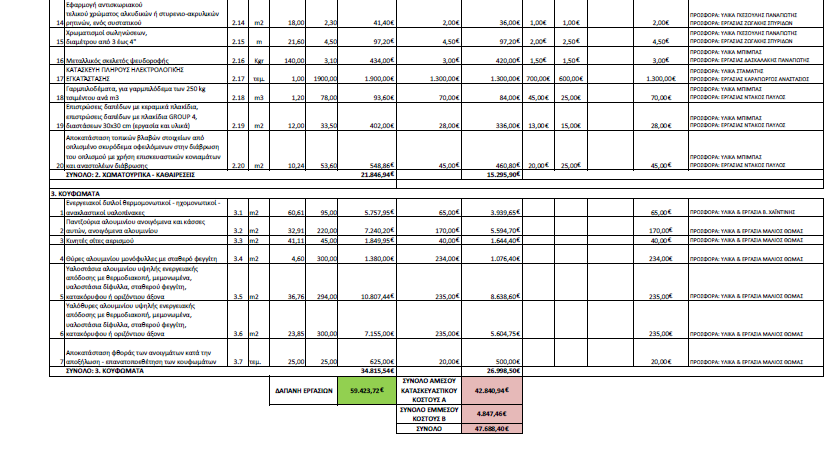 Εφαρμογή αντισκωριακού
τελικού χρώματος αλκυδικών ή στυρενιο-ακρυλικών
14 ρητινών, ενός συστατικού 2.14 m2 18,00 2,30 41,40€ 2,00€ 36,00€ 1,00€ 1,00€ 2,00€ ΠΡΟΣΦΟΡΑ: ΥΛΙΚΑ ΓΚΙΣΟΥΛΗΣ ΠΑΝΑΓΙΩΤΗΣ
ΠΡΟΣΦΟΡΑ: ΕΡΓΑΣΙΑΣ ΖΩΓΑΚΗΣ ΣΠΥΡΙΔΩΝ
Χρωματισμοί σωληνώσεων, ΠΡΟΣΦΟΡΑ: ΥΛΙΚΑ ΓΚΙΣΟΥΛΗΣ ΠΑΝΑΓΙΩΤΗΣ
15 διαμέτρου από 3 έως 4" 2.15 m 21,60 4,50 97,20€ 4,50€ 97,20€ 2,00€ 2,50€ 4,50€ ΠΡΟΣΦΟΡΑ: ΕΡΓΑΣΙΑΣ ΖΩΓΑΚΗΣ ΣΠΥΡΙΔΩΝ
ΠΡΟΣΦΟΡΑ: ΥΛΙΚΑ ΜΠΙΜΠΑΣ
16 Μεταλλικός σκελετός ψευδοροφής 2.16 Kgr 140,00 3,10 434,00€ 3,00€ 420,00€ 1,50€ 1,50€ 3,00€ ΠΡΟΣΦΟΡΑ: ΕΡΓΑΣΙΑΣ ΔΑΣΚΑΛΑΚΗΣ ΠΑΝΑΓΙΩΤΗΣ
ΚΑΤΑΣΚΕΥΗ ΠΛΗΡΟΥΣ ΗΛΕΚΤΡΟΛΟΓΙΚΗΣ ΠΡΟΣΦΟΡΑ: ΥΛΙΚΑ ΣΤΑΜΑΤΗΣ
17 ΕΓΚΑΤΑΣΤΑΣΗΣ 2.17 τεμ. 1,00 1900,00 1.900,00€ 1.300,00€ 1.300,00€ 700,00€ 600,00€ 1.300,00€ ΠΡΟΣΦΟΡΑ: ΕΡΓΑΣΙΑΣ ΚΑΡΑΓΙΩΡΓΟΣ ΑΝΑΣΤΑΣΙΟΣ
Γαρμπιλοδέματα, για γαρμπιλόδεμα των 250 kg ΠΡΟΣΦΟΡΑ: ΥΛΙΚΑ ΜΠΙΜΠΑΣ
18 τσιμέντου ανά m3 2.18 m3 1,20 78,00 93,60€ 70,00€ 84,00€ 45,00€ 25,00€ 70,00€ ΠΡΟΣΦΟΡΑ: ΕΡΓΑΣΙΑΣ ΝΤΑΚΟΣ ΠΑΥΛΟΣ
Επιστρώσεις δαπέδων με κεραμικά πλακίδια,
επιστρώσεις δαπέδων με πλακίδια GROUP 4, ΠΡΟΣΦΟΡΑ: ΥΛΙΚΑ ΜΠΙΜΠΑΣ
19 διαστάσεων 30x30 cm (εργασία και υλικά) 2.19 m2 12,00 33,50 402,00€ 28,00€ 336,00€ 13,00€ 15,00€ 28,00€ ΠΡΟΣΦΟΡΑ: ΕΡΓΑΣΙΑΣ ΝΤΑΚΟΣ ΠΑΥΛΟΣ
Αποκατάσταση τοπικών βλαβών στοιχείων από
οπλισμένο σκυρόδεμα οφειλόμενων στην διάβρωση
του οπλισμού με χρήση επισκευαστικών κονιαμάτων ΠΡΟΣΦΟΡΑ: ΥΛΙΚΑ ΜΠΙΜΠΑΣ
20 και αναστολέων διάβρωσης 2.20 m2 10,24 53,60 548,86€ 45,00€ 460,80€ 20,00€ 25,00€ 45,00€ ΠΡΟΣΦΟΡΑ: ΕΡΓΑΣΙΑΣ ΝΤΑΚΟΣ ΠΑΥΛΟΣ
ΣΥΝΟΛΟ: 2. ΧΩΜΑΤΟΥΡΓΙΚΑ - ΚΑΘΑΙΡΕΣΕΙΣ 21.846,94€ 15.295,90€
3. ΚΟΥΦΩΜΑΤΑ
Ενεργειακοί διπλοί θερμομονωτικοί - ηχομονωτικοί -
1 ανακλαστικοί υαλοπίνακες 3.1 m2 60,61 95,00 5.757,95€ 65,00€ 3.939,65€ 65,00€ ΠΡΟΣΦΟΡΑ: ΥΛΙΚΑ & ΕΡΓΑΣΙΑ Β. ΧΑΪΝΤΙΝΗΣ
Παντζούρια αλουμινίου ανοιγόμενα και κάσσες
2 αυτών, ανοιγόμενα αλουμινίου 3.2 m2 32,91 220,00 7.240,20€ 170,00€ 5.594,70€ 170,00€ ΠΡΟΣΦΟΡΑ: ΥΛΙΚΑ & ΕΡΓΑΣΙΑ ΜΑΛΙΟΣ ΘΩΜΑΣ
3 Κινητές σίτες αερισμού 3.3 m2 41,11 45,00 1.849,95€ 40,00€ 1.644,40€ 40,00€ ΠΡΟΣΦΟΡΑ: ΥΛΙΚΑ & ΕΡΓΑΣΙΑ ΜΑΛΙΟΣ ΘΩΜΑΣ
4 Θύρες αλουμινίου μονόφυλλες με σταθερό φεγγίτη 3.4 m2 4,60 300,00 1.380,00€ 234,00€ 1.076,40€ 234,00€ ΠΡΟΣΦΟΡΑ: ΥΛΙΚΑ & ΕΡΓΑΣΙΑ ΜΑΛΙΟΣ ΘΩΜΑΣ
Υαλοστάσια αλουμινίου υψηλής ενεργειακής
απόδοσης με θερμοδιακοπή, μεμονωμένα,
υαλοστάσια δίφυλλα, σταθερού φεγγίτη,
5 κατακόρυφου ή οριζόντιου άξονα 3.5 m2 36,76 294,00 10.807,44€ 235,00€ 8.638,60€ 235,00€ ΠΡΟΣΦΟΡΑ: ΥΛΙΚΑ & ΕΡΓΑΣΙΑ ΜΑΛΙΟΣ ΘΩΜΑΣ
Υαλόθυρες αλουμινίου υψηλής ενεργειακής
απόδοσης με θερμοδιακοπή, μεμονωμένα,
υαλοστάσια δίφυλλα, σταθερού φεγγίτη,
6 κατακόρυφου ή οριζόντιου άξονα 3.6 m2 23,85 300,00 7.155,00€ 235,00€ 5.604,75€ 235,00€ ΠΡΟΣΦΟΡΑ: ΥΛΙΚΑ & ΕΡΓΑΣΙΑ ΜΑΛΙΟΣ ΘΩΜΑΣ
Αποκατάσταση φθοράς των ανοιγμάτων κατά την
7 αποξήλωση - επανατοποθέτηση των κουφωμάτων 3.7 τεμ. 25,00 25,00 625,00€ 20,00€ 500,00€ 20,00€ ΠΡΟΣΦΟΡΑ: ΥΛΙΚΑ & ΕΡΓΑΣΙΑ ΜΑΛΙΟΣ ΘΩΜΑΣ
ΣΥΝΟΛΟ: 3. ΚΟΥΦΩΜΑΤΑ 34.815,54€ 26.998,50€
ΔΑΠΑΝΗ ΕΡΓΑΣΙΩΝ 59.423,72€
ΣΥΝΟΛΟ ΑΜΕΣΟΥ
ΚΑΤΑΣΚΕΥΑΣΤΙΚΟΥ
ΚΟΣΤΟΥΣ Α 42.840,94€
ΣΥΝΟΛΟ ΕΜΜΕΣΟΥ
ΚΟΣΤΟΥΣ Β 4.847,46€
ΣΥΝΟΛΟ 47.688,40€